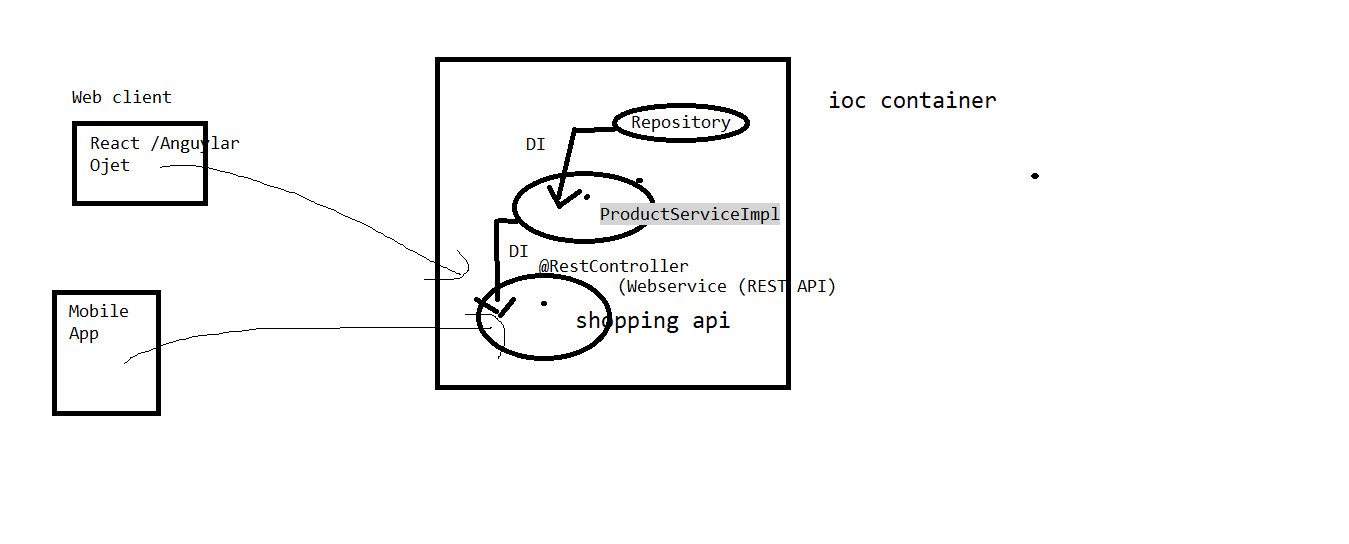 Web client
React /Anguylar
Ojet
Mobile
App
ioc container
Repository
DI
ProductServiceImpl
DI
@RestController
(Webservice (REST API)
shopping api